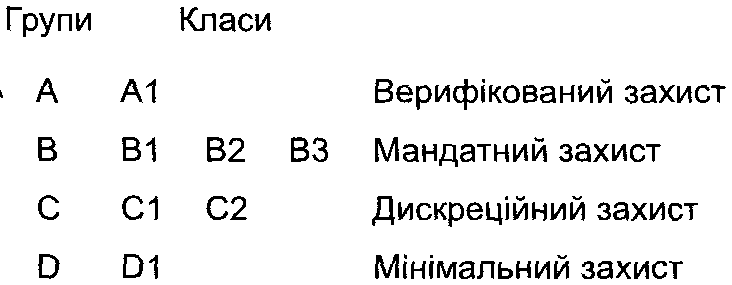 Групи Класи
A A1 Верифікований захист
B B1 B2 B3 Мандатний захист
C C1 C2 Дискреційний захист
D D1 Мінімальний захист